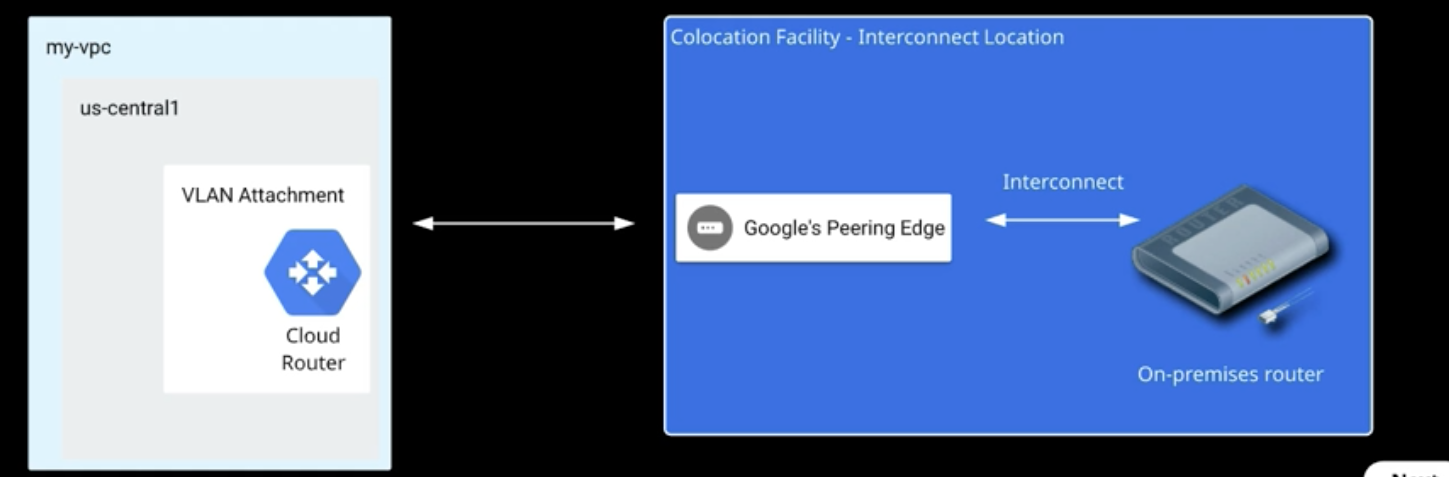 my-vpc
us-central1
VLAN Attachment
Cloud
Router
Colocation Facility - Interconnect Location
Google's Peering Edge
Interconnect
ROUTER
On-premises router